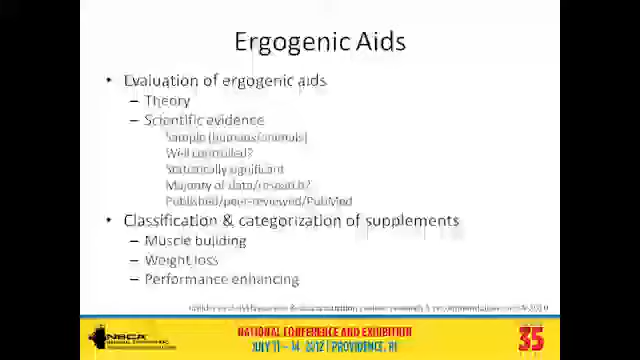 Ergogenic Aids
• Evaluation of ergogenic aids
– Theory
– Scientific evidence
Sample (humans/animals)
Well controlled?
Statistically significant
Majority of data/research?
Published/peer-reviewed/PubMed
• Classification & categorization of supplements
– Muscle building
– Weight loss
– Performance enhancing
NSCA
NATIONAL CONFERENCE AND EXHIBITION
JULY 11 – 14, 2012 | PROVIDENCE, RI
35